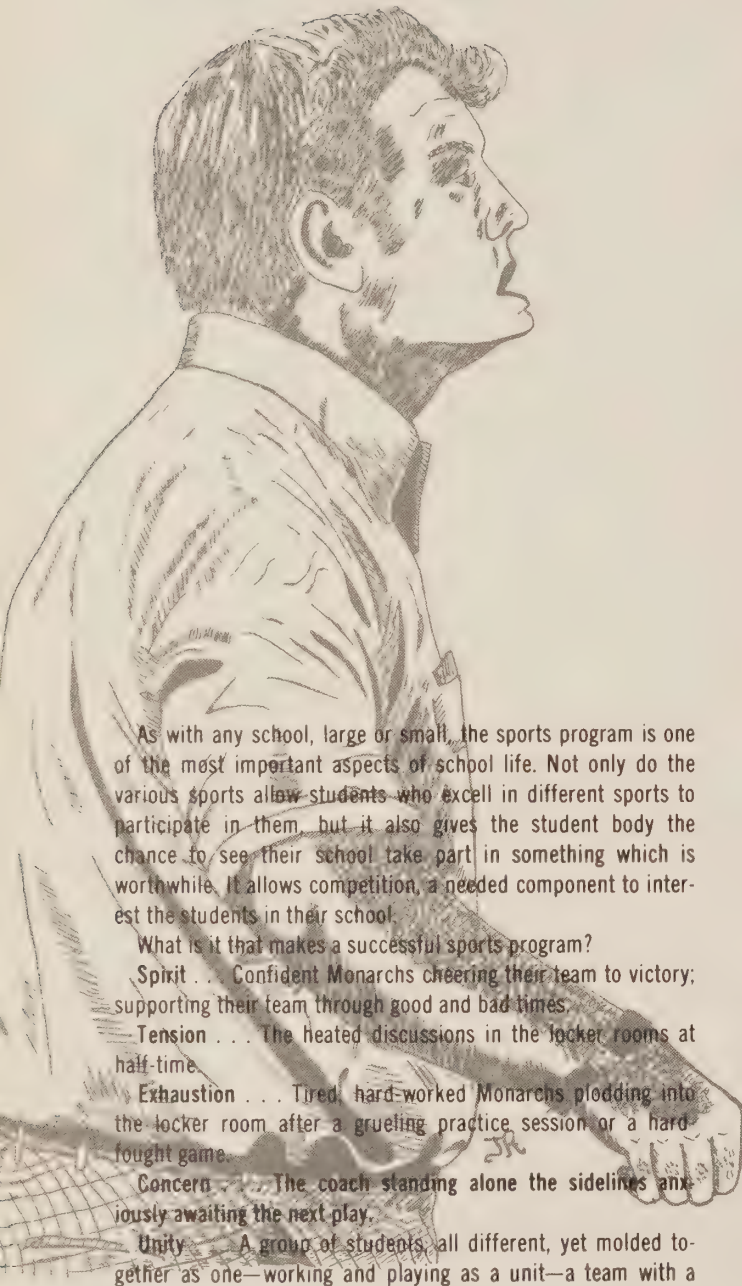 As with any school, large or small, the sports program is one
of the most important aspects of school life. Not only do the
various sports allow students who excell in different sports to
participate in them, but it also gives the student body the
chance to see their school take part in something which is
worthwhile. It allows competition, a needed component to inter-
est the students in their school.
What is it that makes a successful sports program?
Spirit . . . Confident Monarchs cheering their team to victory;
supporting their team through good and bad times.
Tension . . . The heated discussions in the locker rooms at
half-time.
Exhaustion . . . Tired, hard-worked Monarchs plodding into
the locker room after a grueling practice session or a hard-
fought game.
JR
Concern . . . The coach standing alone the sidelines anx-
iously awaiting the next play.
Unity . . . A group of students, all different, yet molded to-
gether as one—working and playing as a unit—a team with a